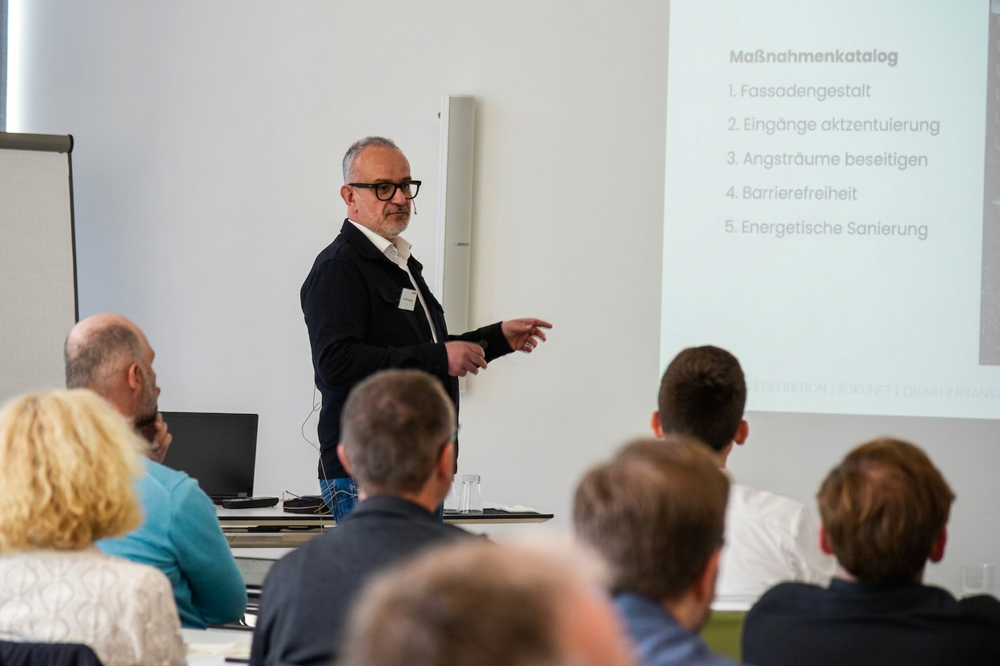 Maßnahmenkatalog
1. Fassadengestalt
2. Eingänge aktzentuierung
3. Angsträume beseitigen
4. Barrierefreiheit
5. Energetische Sanierung
| DEFINITION | ZUKUNFT | QUARTIERSANSA